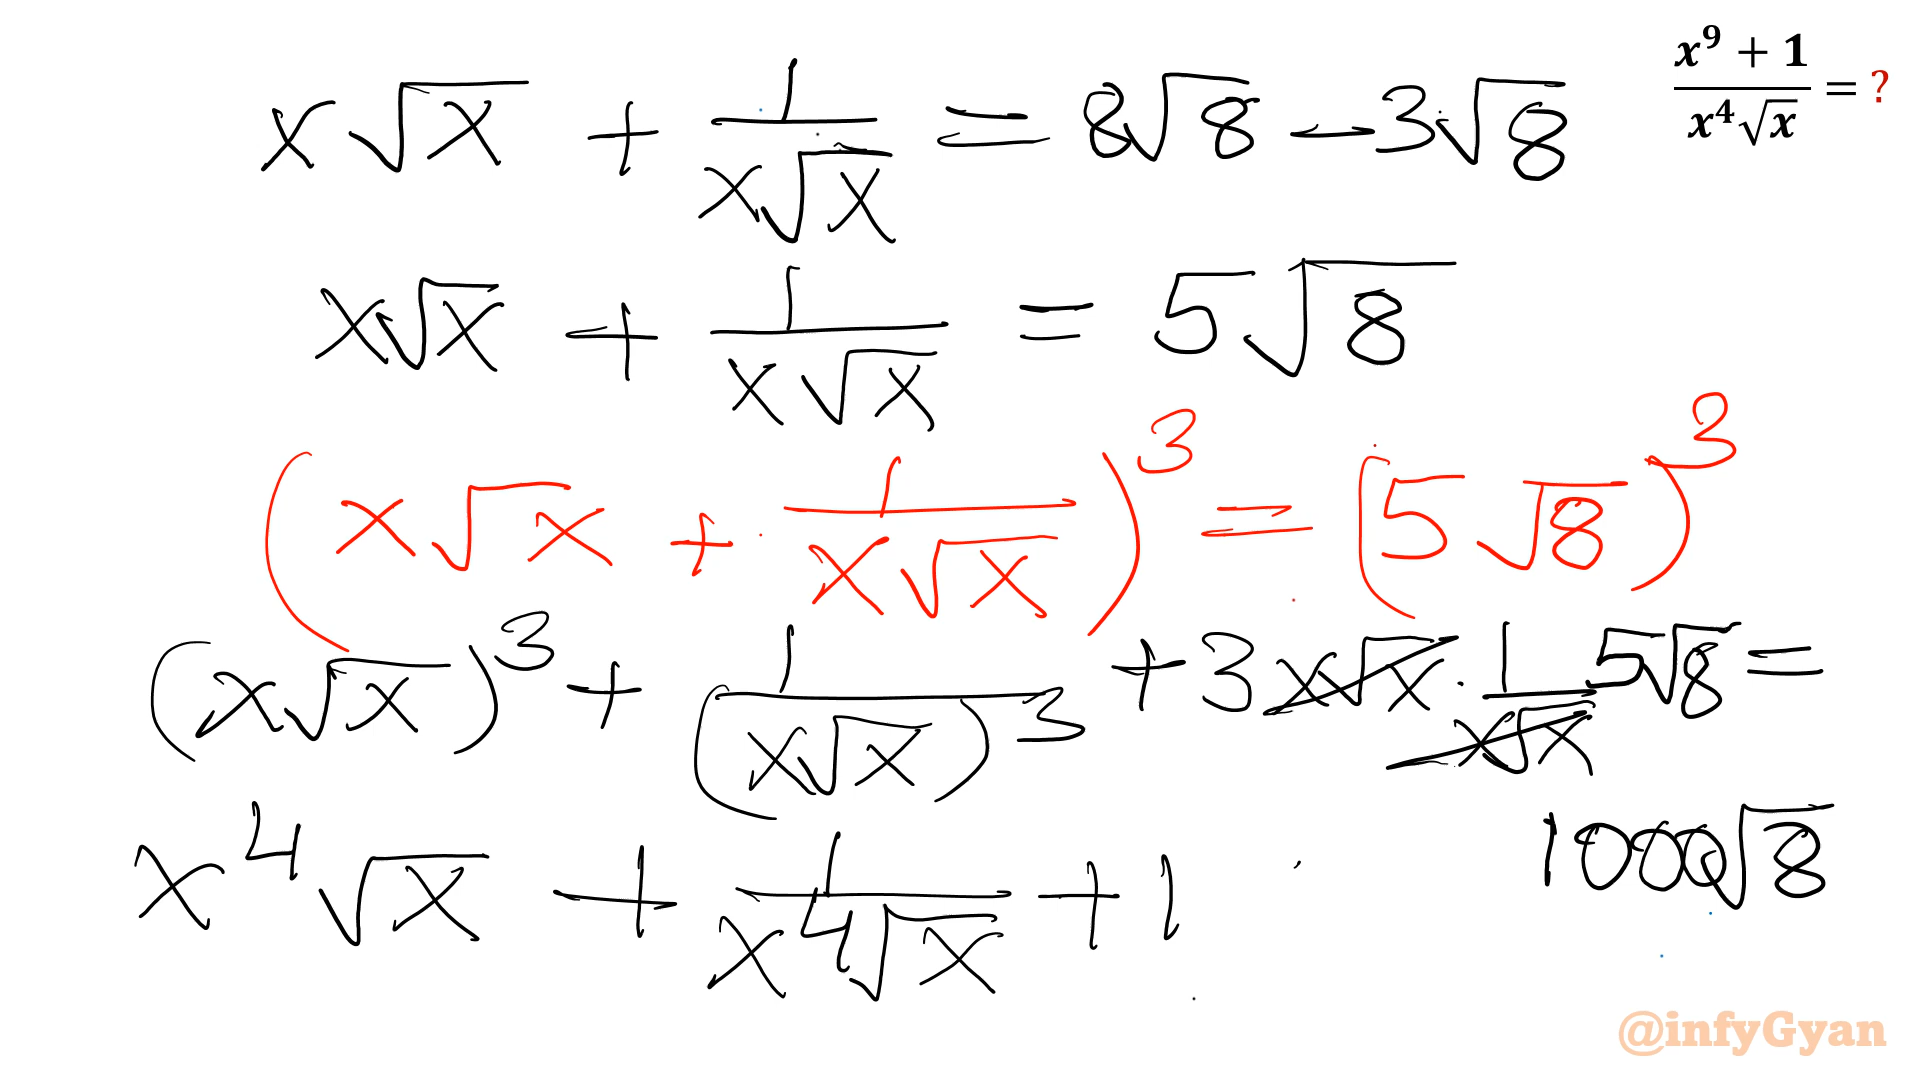 x√x + 1/(x√x) = 8√8 − 3√8
(x⁹ + 1)/(x⁴√x) = ?
x√x + 1/(x√x) = 5√8
(x√x + 1/(x√x))³ = (5√8)³
(x√x)³ + 1/(x√x)³ + 3x√x · 1/(x√x) 5√8 =
x⁴√x + 1/(x⁴√x) + 1 1000√8
@infyGyan